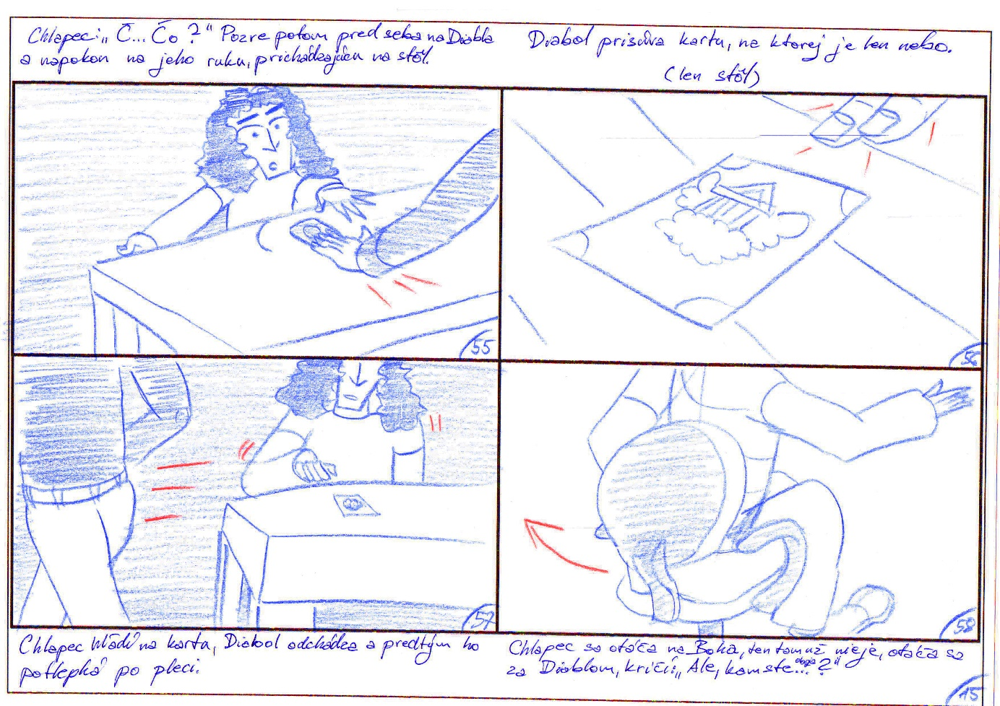 Chlapec: „Č... Čo?" Pozre potom pred seba na Diabla
a napokon na jeho ruku, prichádzajúcu na stôl.
Diabol prisúva kartu, na ktorej je len nebo.
(len stôl)
55
56
57
58
Chlapec hľadí na kartu, Diabol odchádza a predtým ho
potľapká po pleci.
Chlapec sa otáča na Boha, ten tam už nieje, otáča sa
za Diablom, kričí: „Ale, kam ste...?"
15